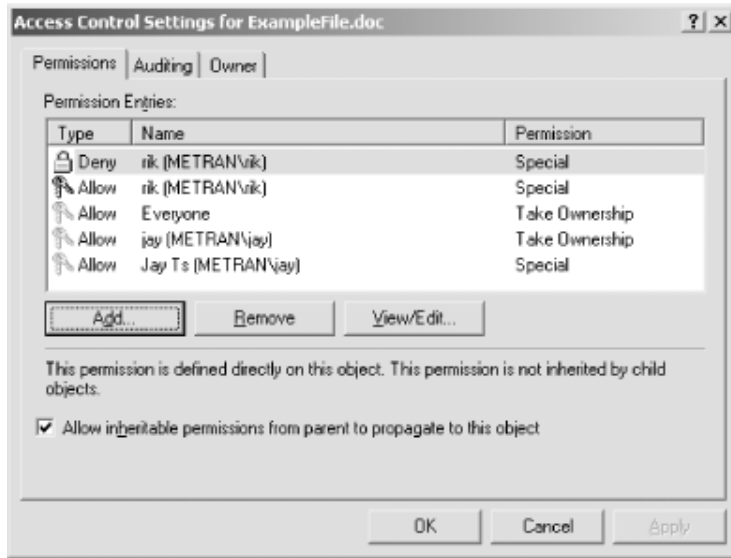 Access Control Settings for ExampleFile.doc
Permissions Auditing Owner
Permission Entries:
Type Name Permission
Deny rik (METRAN\rik) Special
Allow rik (METRAN\rik) Special
Allow Everyone Take Ownership
Allow jay (METRAN\jay) Take Ownership
Allow Jay Ts (METRAN\jay) Special
Add... Remove View/Edit...
This permission is defined directly on this object. This permission is not inherited by child
objects.
Allow inheritable permissions from parent to propagate to this object
OK Cancel Apply